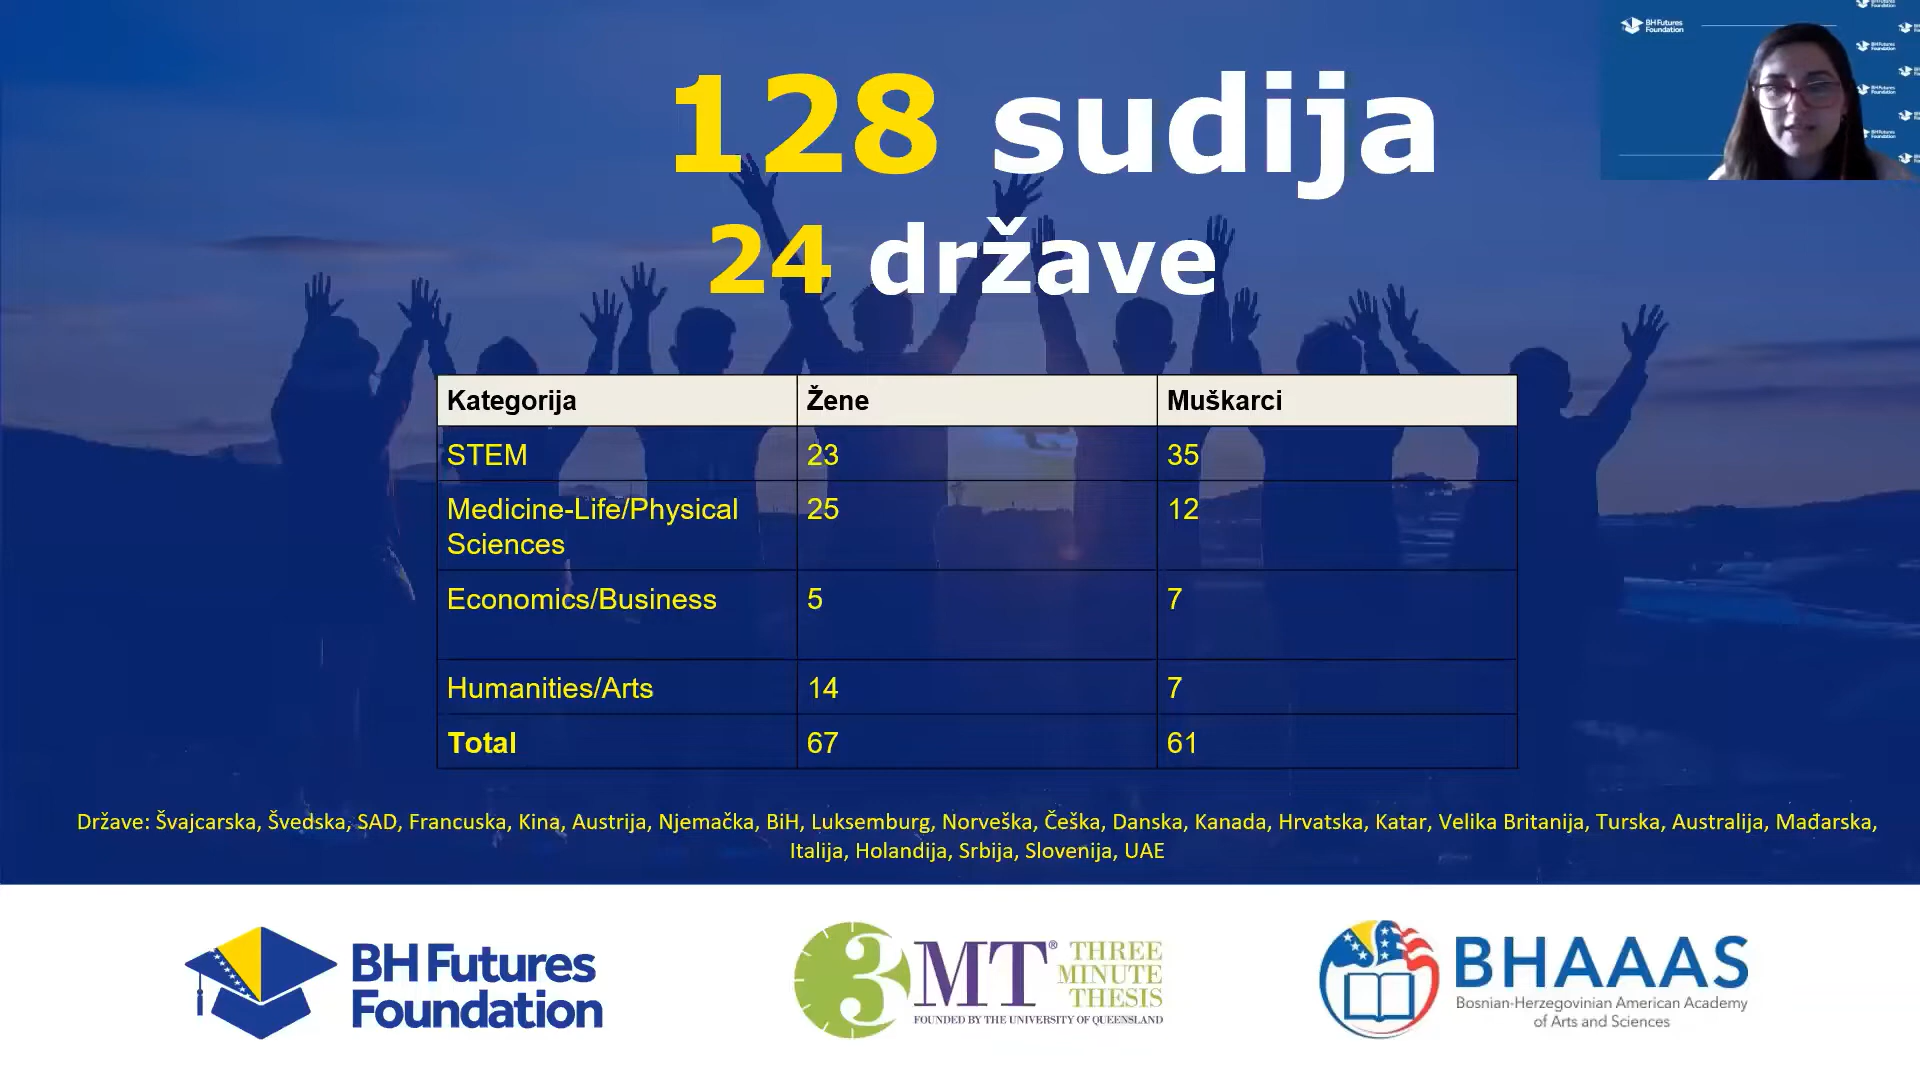 128 sudija
24 države
Kategorija Žene Muškarci
STEM 23 35
Medicine-Life/Physical 25 12
Sciences
Economics/Business 5 7
Humanities/Arts 14 7
Total 67 61
Države: Švajcarska, Švedska, SAD, Francuska, Kina, Austrija, Njemačka, BiH, Luksemburg, Norveška, Češka, Danska, Kanada, Hrvatska, Katar, Velika Britanija, Turska, Australija, Mađarska,
Italija, Holandija, Srbija, Slovenija, UAE
BH Futures
Foundation
3MT® THREE
MINUTE
THESIS
FOUNDED BY THE UNIVERSITY OF QUEENSLAND
BHAAAS
Bosnian-Herzegovinian American Academy
of Arts and Sciences
BH Futures
Foundation